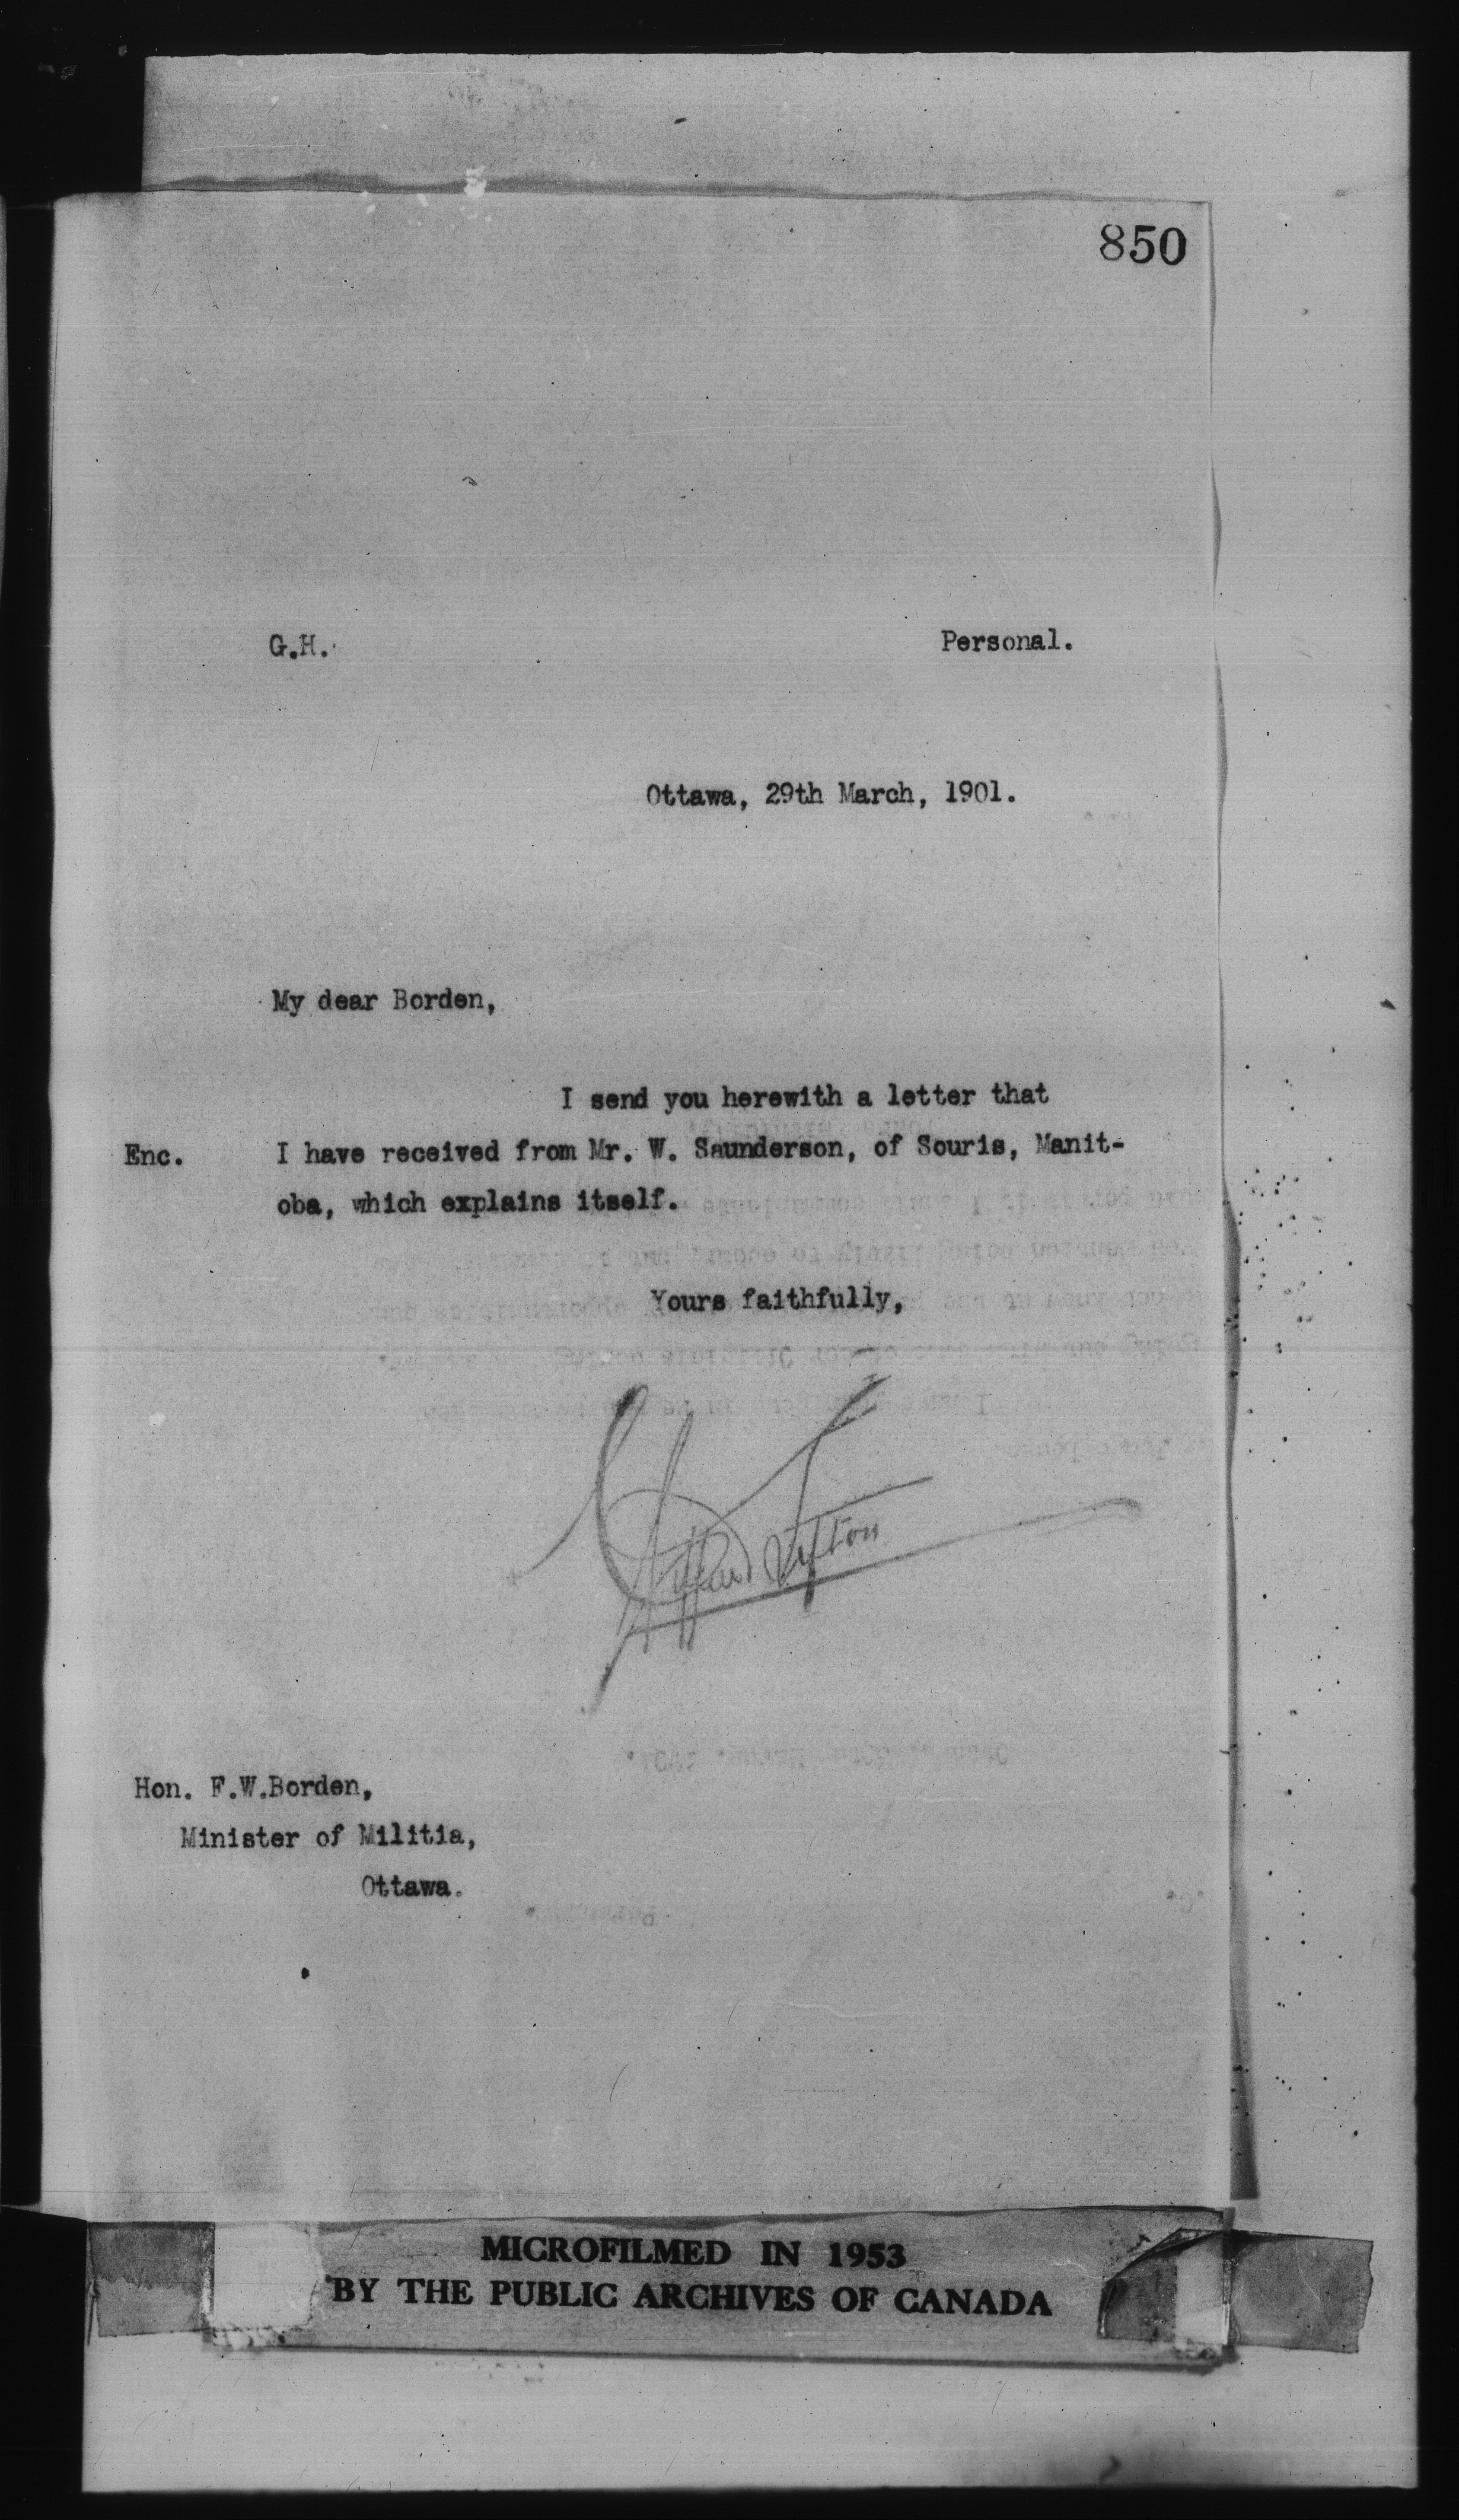 850
G.H. Personal.
Ottawa, 29th March, 1901.
My dear Borden,
I send you herewith a letter that
Enc. I have received from Mr. W. Saunderson, of Souris, Manit-
oba, which explains itself.
Yours faithfully,
Clifford Sifton
Hon. F.W.Borden,
Minister of Militia,
Ottawa.
MICROFILMED IN 1953
BY THE PUBLIC ARCHIVES OF CANADA